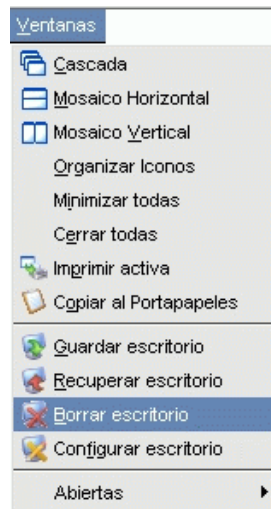 Ventanas
Cascada
Mosaico Horizontal
Mosaico Vertical
Organizar Iconos
Minimizar todas
Cerrar todas
Imprimir activa
Copiar al Portapapeles
Guardar escritorio
Recuperar escritorio
Borrar escritorio
Configurar escritorio
Abiertas